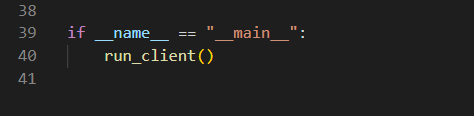 38
39 if __name__ == "__main__":
40     run_client()
41